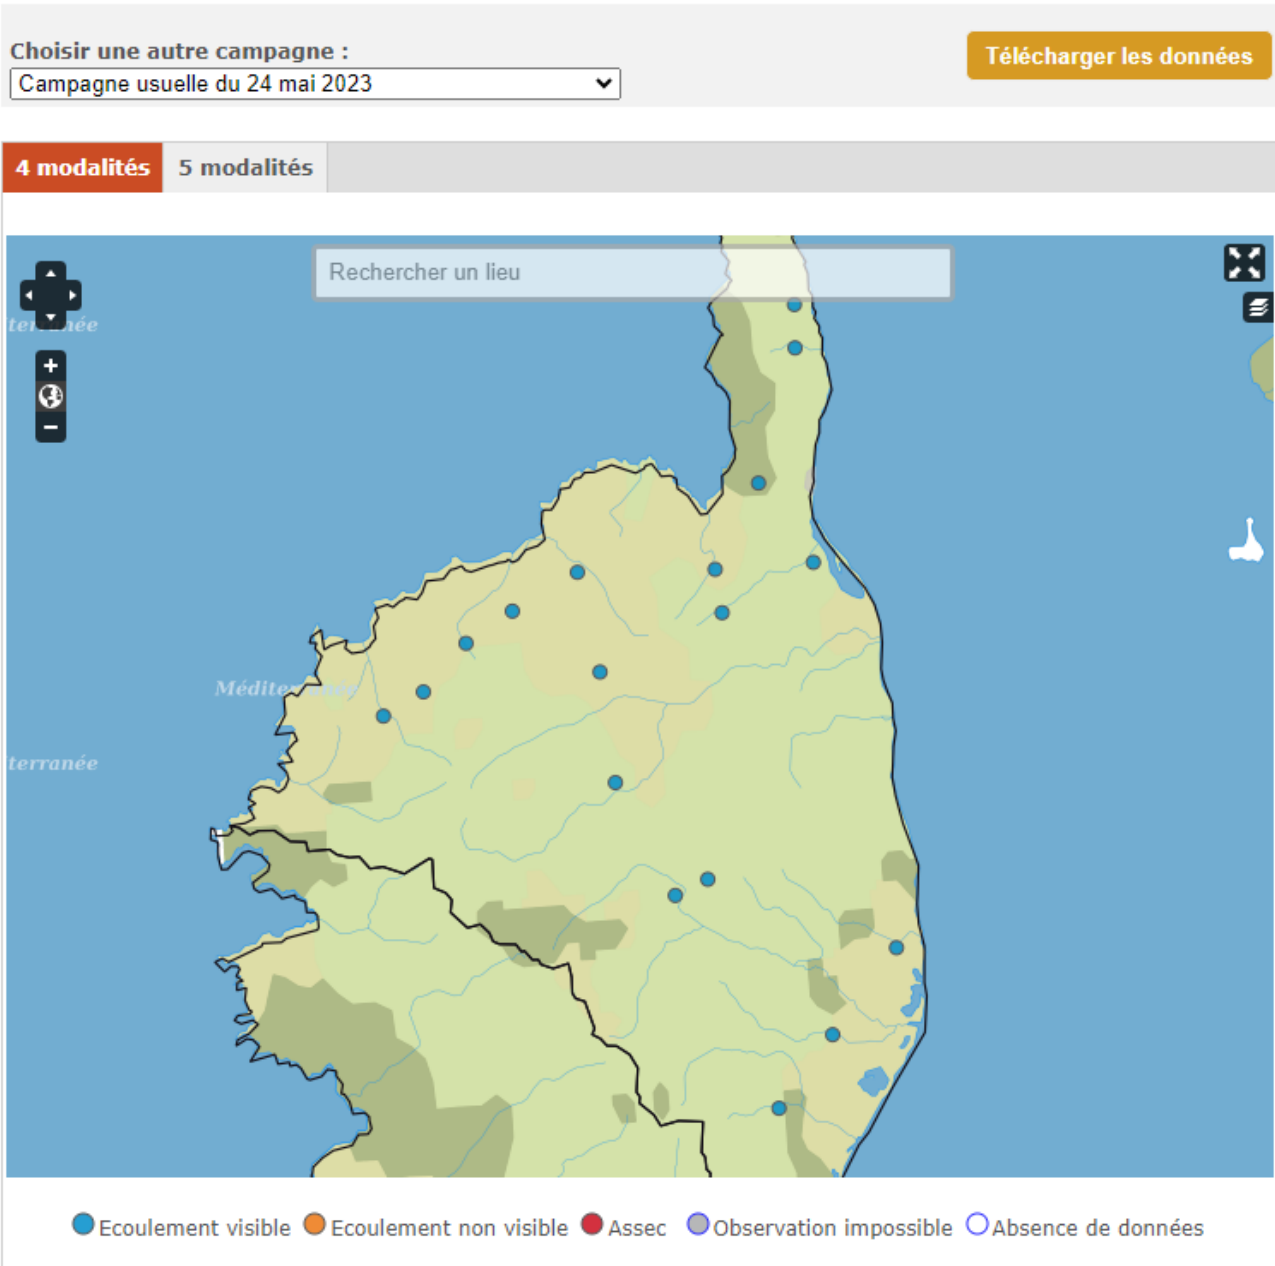 Choisir une autre campagne :
Campagne usuelle du 24 mai 2023
Télécharger les données
4 modalités
5 modalités
Rechercher un lieu
+
−
Méditerranée
terranée
Ecoulement visible
Ecoulement non visible
Assec
Observation impossible
Absence de données